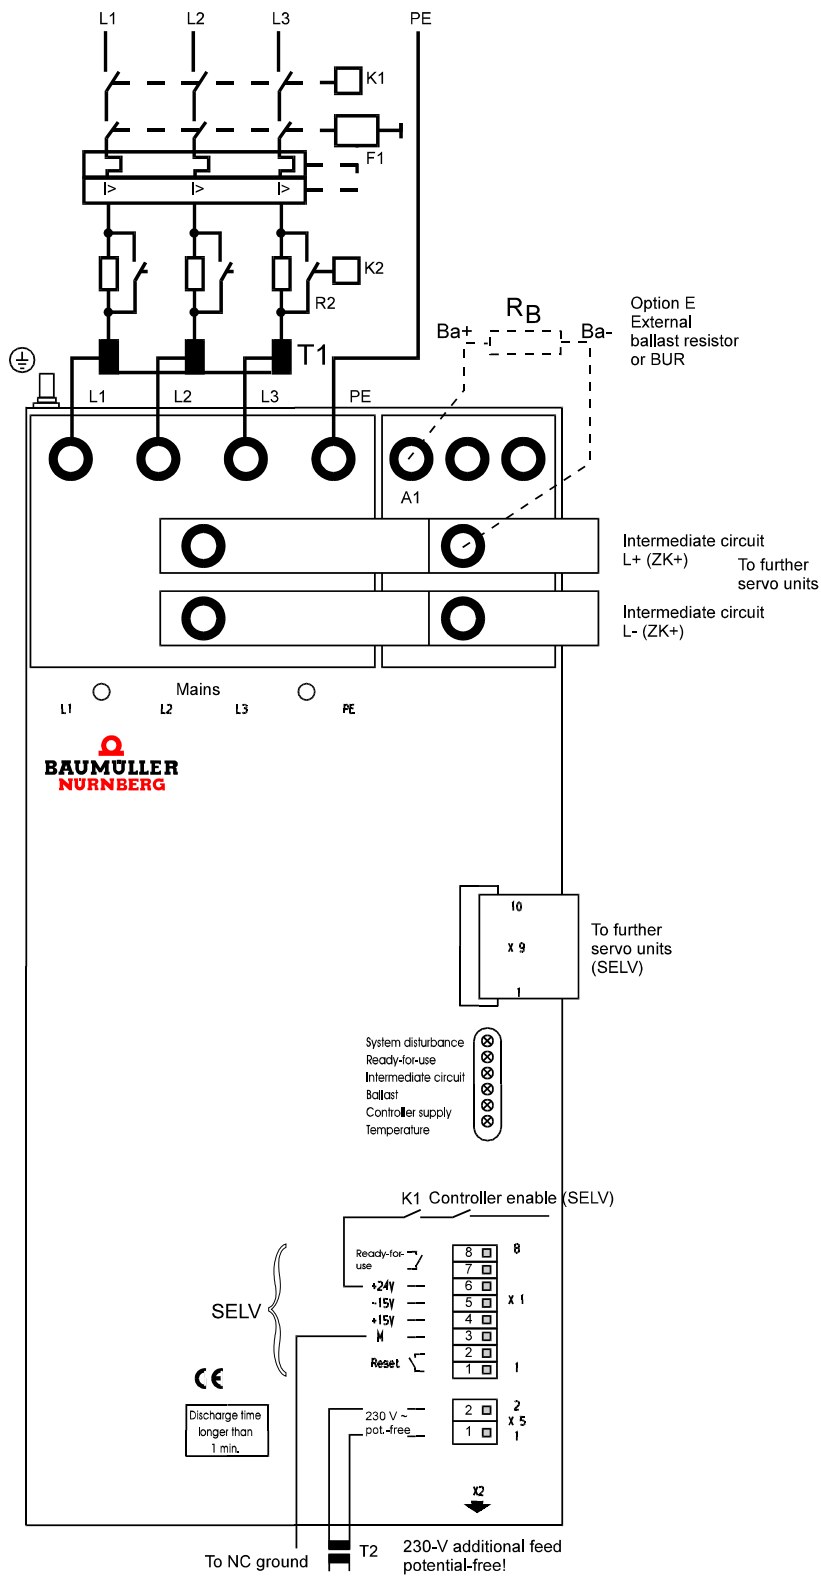 L1 L2 L3 PE
K1
F1
I> I> I>
K2
R2
T1
Ba+ RB Ba-
Option E
External
ballast resistor
or BUR
L1 L2 L3 PE
A1
Intermediate circuit
L+ (ZK+)
To further
servo units
Intermediate circuit
L- (ZK+)
Mains
L1 L2 L3 PE
BAUMÜLLER
NÜRNBERG
10
X 9
1
To further
servo units
(SELV)
System disturbance
Ready-for-use
Intermediate circuit
Ballast
Controller supply
Temperature
K1 Controller enable (SELV)
Ready-for-
use
8 8
7
+24V 6
-15V 5 X 1
+15V 4
M 3
2
Reset 1 1
SELV
CE
Discharge time
longer than
1 min.
230 V ~
pot.-free
2 2
X 5
1 1
X2
To NC ground
T2
230-V additional feed
potential-free!